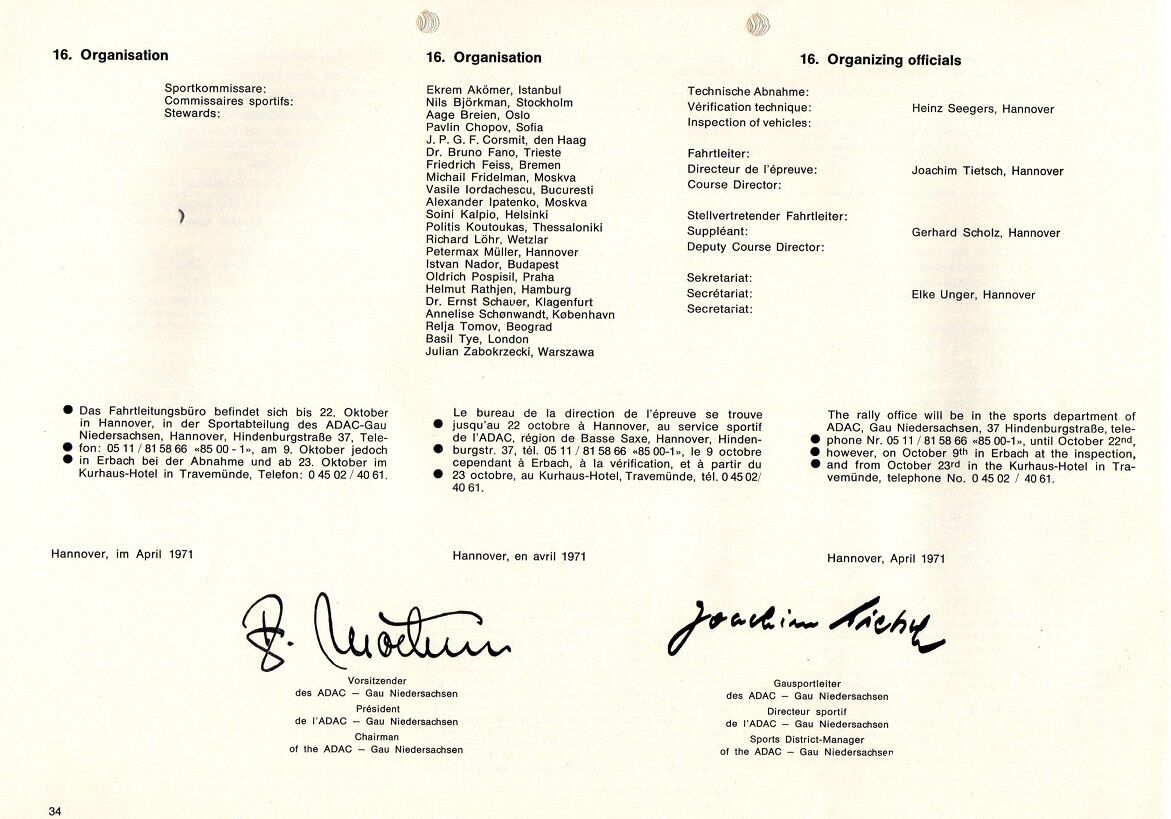 16. Organisation
Sportkommissare:
Commissaires sportifs:
Stewards:
16. Organisation
Ekrem Akömer, Istanbul
Nils Björkman, Stockholm
Aage Breien, Oslo
Pavlin Chopov, Sofia
J. P. G. F. Corsmit, den Haag
Dr. Bruno Fano, Trieste
Friedrich Feiss, Bremen
Michail Fridelman, Moskva
Vasile Iordachescu, Bucuresti
Alexander Ipatenko, Moskva
Soini Kalpio, Helsinki
Politis Koutoukas, Thessaloniki
Richard Löhr, Wetzlar
Petermax Müller, Hannover
Istvan Nador, Budapest
Oldrich Pospisil, Praha
Helmut Rathjen, Hamburg
Dr. Ernst Schauer, Klagenfurt
Annelise Schønwandt, København
Relja Tomov, Beograd
Basil Tye, London
Julian Zabokrzecki, Warszawa
16. Organizing officials
Technische Abnahme:
Vérification technique: Heinz Seegers, Hannover
Inspection of vehicles:
Fahrtleiter:
Directeur de l'épreuve: Joachim Tietsch, Hannover
Course Director:
Stellvertretender Fahrtleiter:
Suppléant: Gerhard Scholz, Hannover
Deputy Course Director:
Sekretariat:
Secrétariat: Elke Unger, Hannover
Secretariat:
● Das Fahrtleitungsbüro befindet sich bis 22. Oktober
in Hannover, in der Sportabteilung des ADAC-Gau
Niedersachsen, Hannover, Hindenburgstraße 37, Tele-
● fon: 05 11 / 81 58 66 «85 00 - 1», am 9. Oktober jedoch
● in Erbach bei der Abnahme und ab 23. Oktober im
Kurhaus-Hotel in Travemünde, Telefon: 0 45 02 / 40 61.
Le bureau de la direction de l'épreuve se trouve
● jusqu'au 22 octobre à Hannover, au service sportif
de l'ADAC, région de Basse Saxe, Hannover, Hinden-
● burgstr. 37, tél. 05 11 / 81 58 66 «85 00-1», le 9 octobre
cependant à Erbach, à la vérification, et à partir du
● 23 octobre, au Kurhaus-Hotel, Travemünde, tél. 0 45 02/
40 61.
The rally office will be in the sports department of
ADAC, Gau Niedersachsen, 37 Hindenburgstraße, tele-
● phone Nr. 05 11 / 81 58 66 «85 00-1», until October 22nd,
● however, on October 9th in Erbach at the inspection,
● and from October 23rd in the Kurhaus-Hotel in Tra-
vemünde, telephone No. 0 45 02 / 40 61.
Hannover, im April 1971
Hannover, en avril 1971
Hannover, April 1971
Vorsitzender
des ADAC — Gau Niedersachsen
Président
de l'ADAC — Gau Niedersachsen
Chairman
of the ADAC — Gau Niedersachsen
Joachim Tietsch
Gausportleiter
des ADAC — Gau Niedersachsen
Directeur sportif
de l'ADAC — Gau Niedersachsen
Sports District-Manager
of the ADAC — Gau Niedersachsen
34